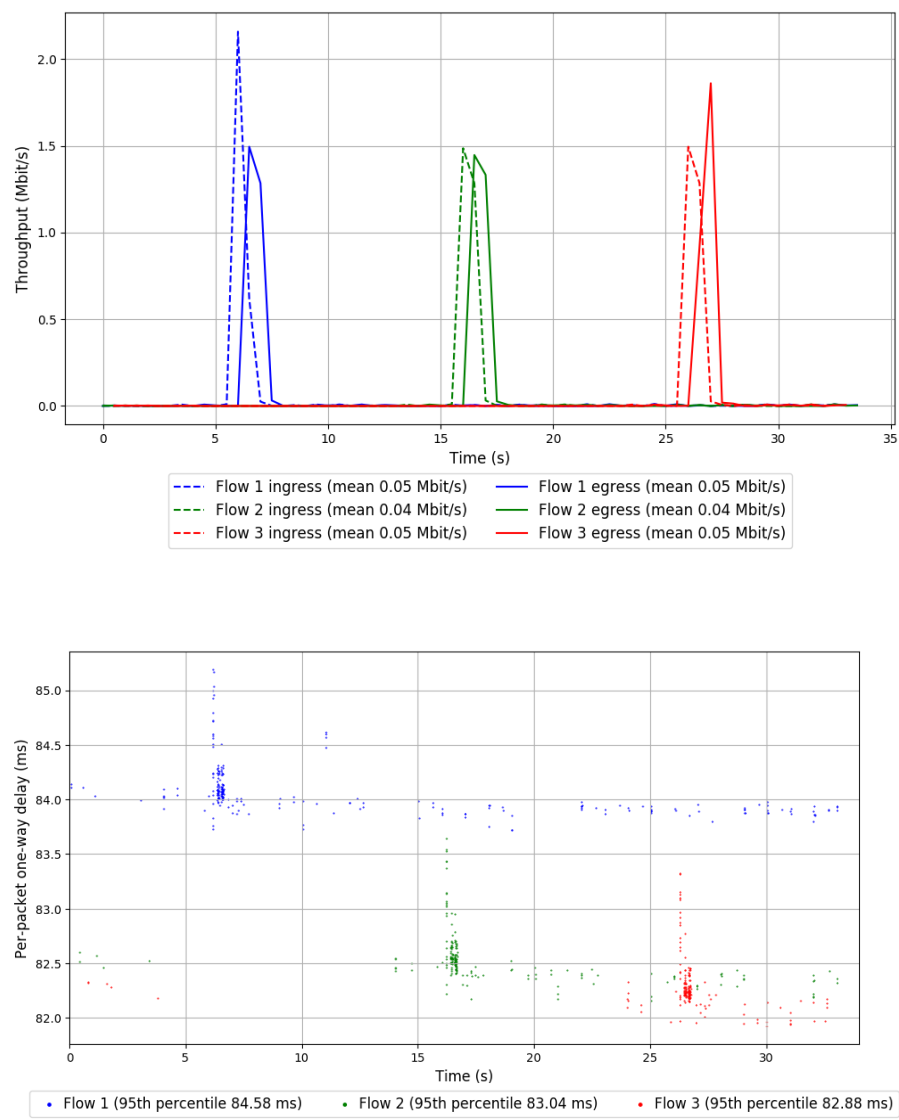 2.0
1.5
1.0
0.5
0.0
Throughput (Mbit/s)
0 5 10 15 20 25 30 35
Time (s)
Flow 1 ingress (mean 0.05 Mbit/s) Flow 1 egress (mean 0.05 Mbit/s)
Flow 2 ingress (mean 0.04 Mbit/s) Flow 2 egress (mean 0.04 Mbit/s)
Flow 3 ingress (mean 0.05 Mbit/s) Flow 3 egress (mean 0.05 Mbit/s)
85.0
84.5
84.0
83.5
83.0
82.5
82.0
Per-packet one-way delay (ms)
0 5 10 15 20 25 30
Time (s)
Flow 1 (95th percentile 84.58 ms) Flow 2 (95th percentile 83.04 ms) Flow 3 (95th percentile 82.88 ms)